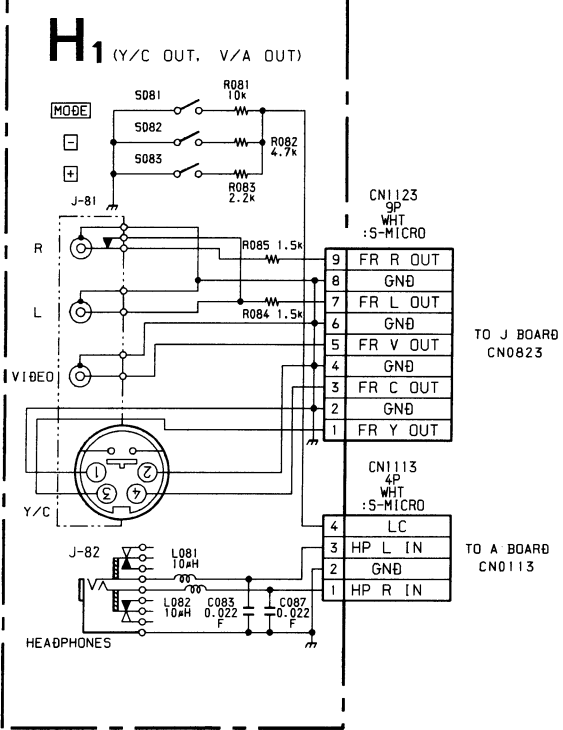 H1 (Y/C OUT, V/A OUT)
MODE
S081
R081
10k
-
S082
R082
4.7k
+
S083
R083
2.2k
J-81
CN1123
9P
WHT
:S-MICRO
R
R085 1.5k
9 FR R OUT
8 GND
L
R084 1.5k
7 FR L OUT
6 GND
TO J BOARD
CN0823
VIDEO
5 FR V OUT
4 GND
3 FR C OUT
2 GND
1 FR Y OUT
1 2
3 4
Y/C
CN1113
4P
WHT
:S-MICRO
4 LC
3 HP L IN
2 GND
1 HP R IN
TO A BOARD
CN0113
J-82
L081
10µH
L082
10µH
C083
0.022
F
C087
0.022
F
HEADPHONES